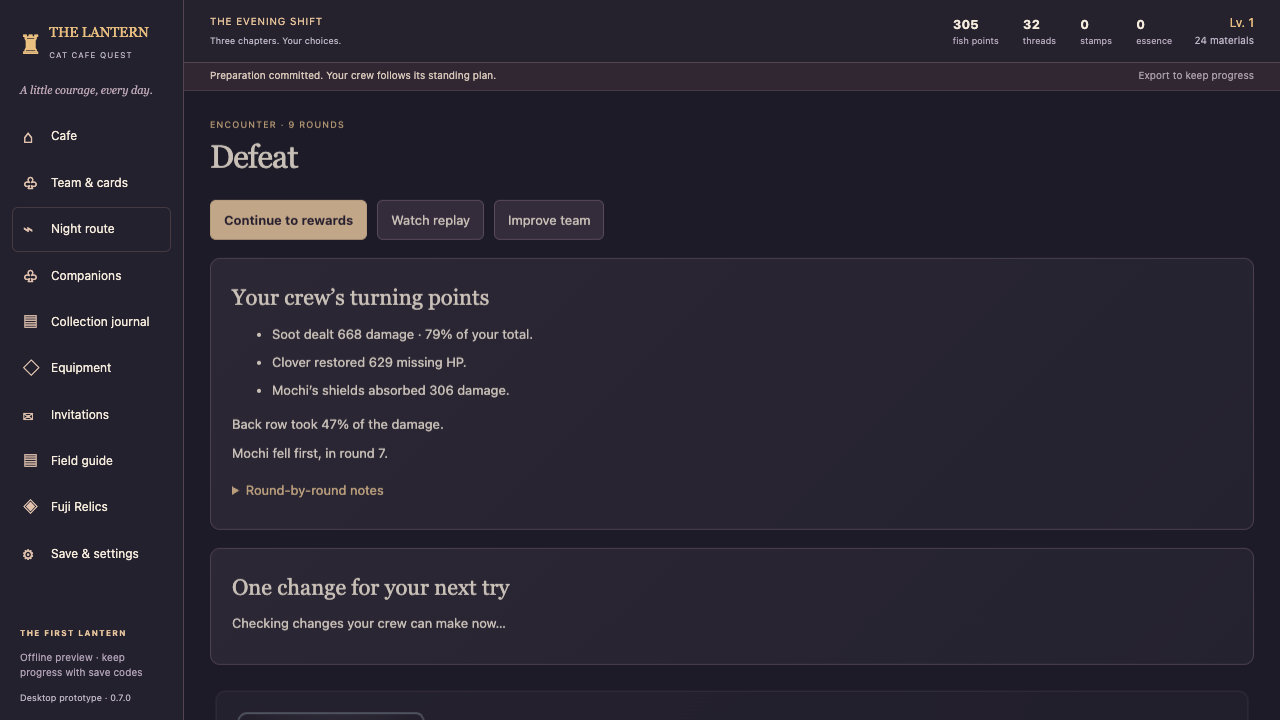 THE LANTERN
CAT CAFE QUEST
A little courage, every day.
Cafe
Team & cards
Night route
Companions
Collection journal
Equipment
Invitations
Field guide
Fuji Relics
Save & settings
THE FIRST LANTERN
Offline preview · keep
progress with save codes
Desktop prototype · 0.7.0
THE EVENING SHIFT
Three chapters. Your choices.
305
fish points
32
threads
0
stamps
0
essence
Lv. 1
24 materials
Preparation committed. Your crew follows its standing plan.
Export to keep progress
ENCOUNTER · 9 ROUNDS
Defeat
Continue to rewards
Watch replay
Improve team
Your crew’s turning points
• Soot dealt 668 damage · 79% of your total.
• Clover restored 629 missing HP.
• Mochi’s shields absorbed 306 damage.
Back row took 47% of the damage.
Mochi fell first, in round 7.
Round-by-round notes
One change for your next try
Checking changes your crew can make now…